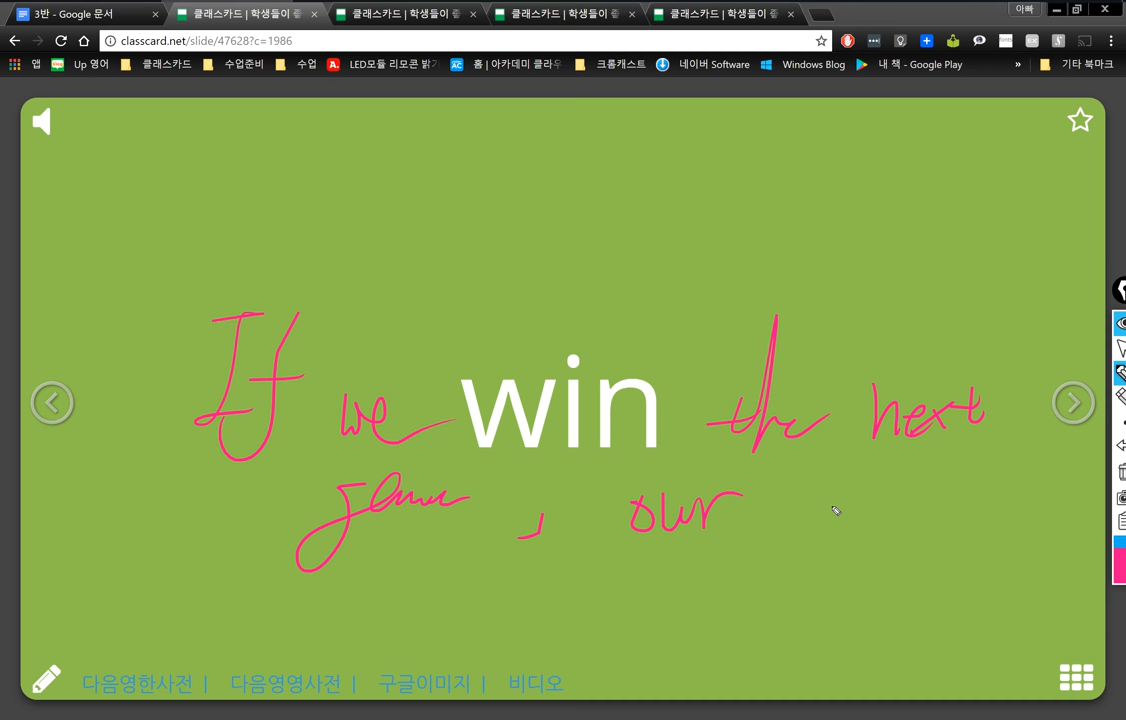 3반 - Google 문서
클래스카드 | 학생들이 좋
클래스카드 | 학생들이 좋
클래스카드 | 학생들이 좋
클래스카드 | 학생들이 좋
아빠
classcard.net/slide/47628?c=1986
앱 Up 영어 클래스카드 수업준비 수업 LED모듈 리모콘 밝기 홈 | 아카데미 클라우 크롬캐스트 네이버 Software Windows Blog 내 책 - Google Play » 기타 북마크
If we win the next
game, our
다음영한사전 | 다음영영사전 | 구글이미지 | 비디오